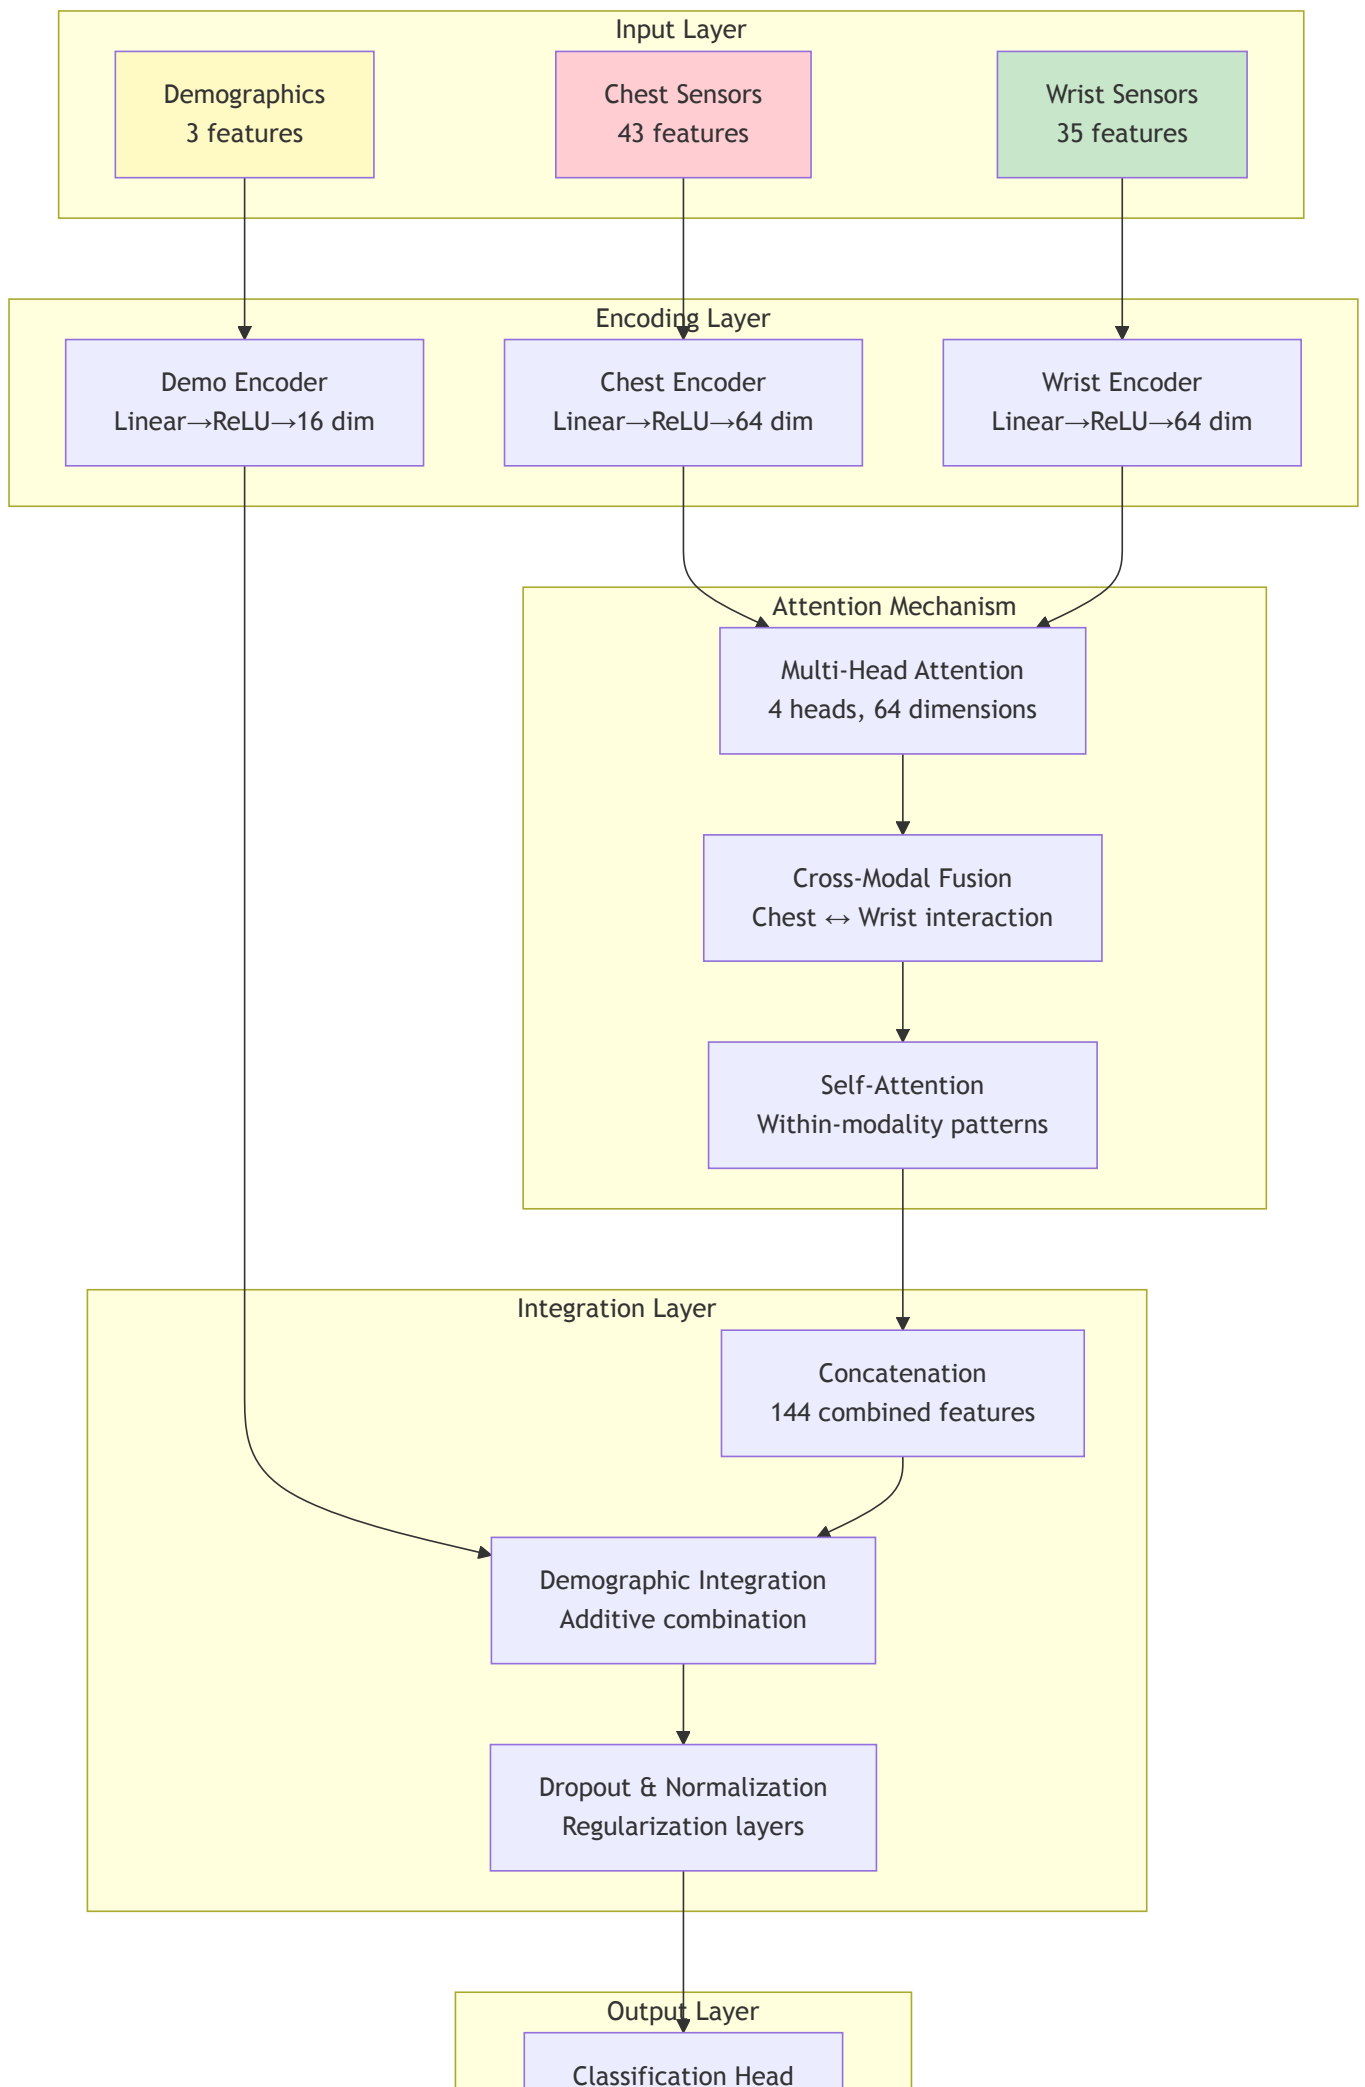 Input Layer
Demographics
3 features
Chest Sensors
43 features
Wrist Sensors
35 features
Encoding Layer
Demo Encoder
Linear→ReLU→16 dim
Chest Encoder
Linear→ReLU→64 dim
Wrist Encoder
Linear→ReLU→64 dim
Attention Mechanism
Multi-Head Attention
4 heads, 64 dimensions
Cross-Modal Fusion
Chest ↔ Wrist interaction
Self-Attention
Within-modality patterns
Integration Layer
Concatenation
144 combined features
Demographic Integration
Additive combination
Dropout & Normalization
Regularization layers
Output Layer
Classification Head